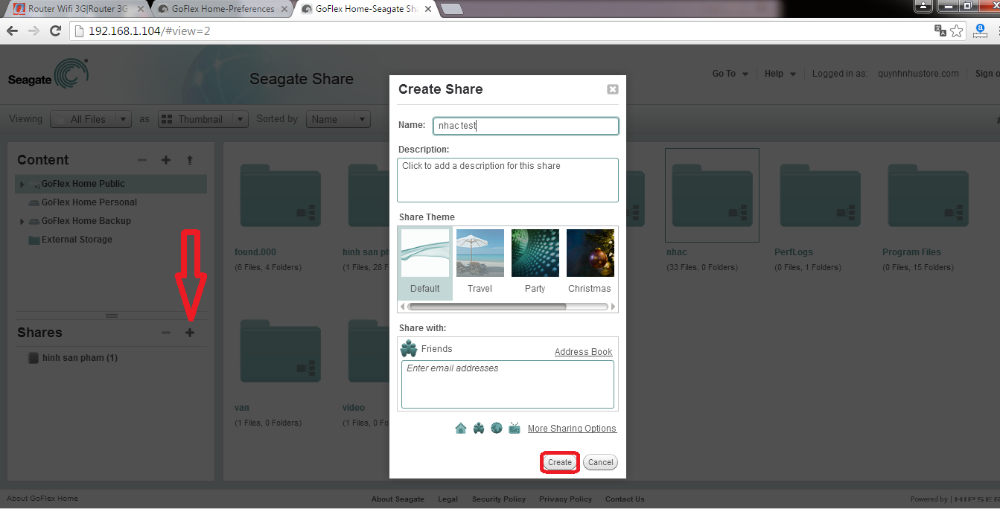 Router Wifi 3G|Router 3G
GoFlex Home-Preferences
GoFlex Home-Seagate Sh
192.168.1.104/#view=2
Seagate
Seagate Share
Go To
Help
Logged in as: quynhnhustore.com
Sign o
Viewing
All Files
as
Thumbnail
Sorted by
Name
Content
GoFlex Home Public
GoFlex Home Personal
GoFlex Home Backup
External Storage
Shares
hinh san pham (1)
found.000
(6 Files, 4 Folders)
hinh san ph
(1 Files, 28 F
nhac
(33 Files, 0 Folders)
PerfLogs
(0 Files, 1 Folders)
Program Files
(0 Files, 15 Folders)
van
(1 Files, 0 Folders)
video
(1 Files, 0 Fo
Create Share
Name:
nhac test
Description:
Click to add a description for this share
Share Theme
Default
Travel
Party
Christmas
Share with:
Friends
Address Book
Enter email addresses
More Sharing Options
Create
Cancel
About GoFlex Home
About Seagate
Legal
Security Policy
Privacy Policy
Contact Us
Powered by | HIPSER